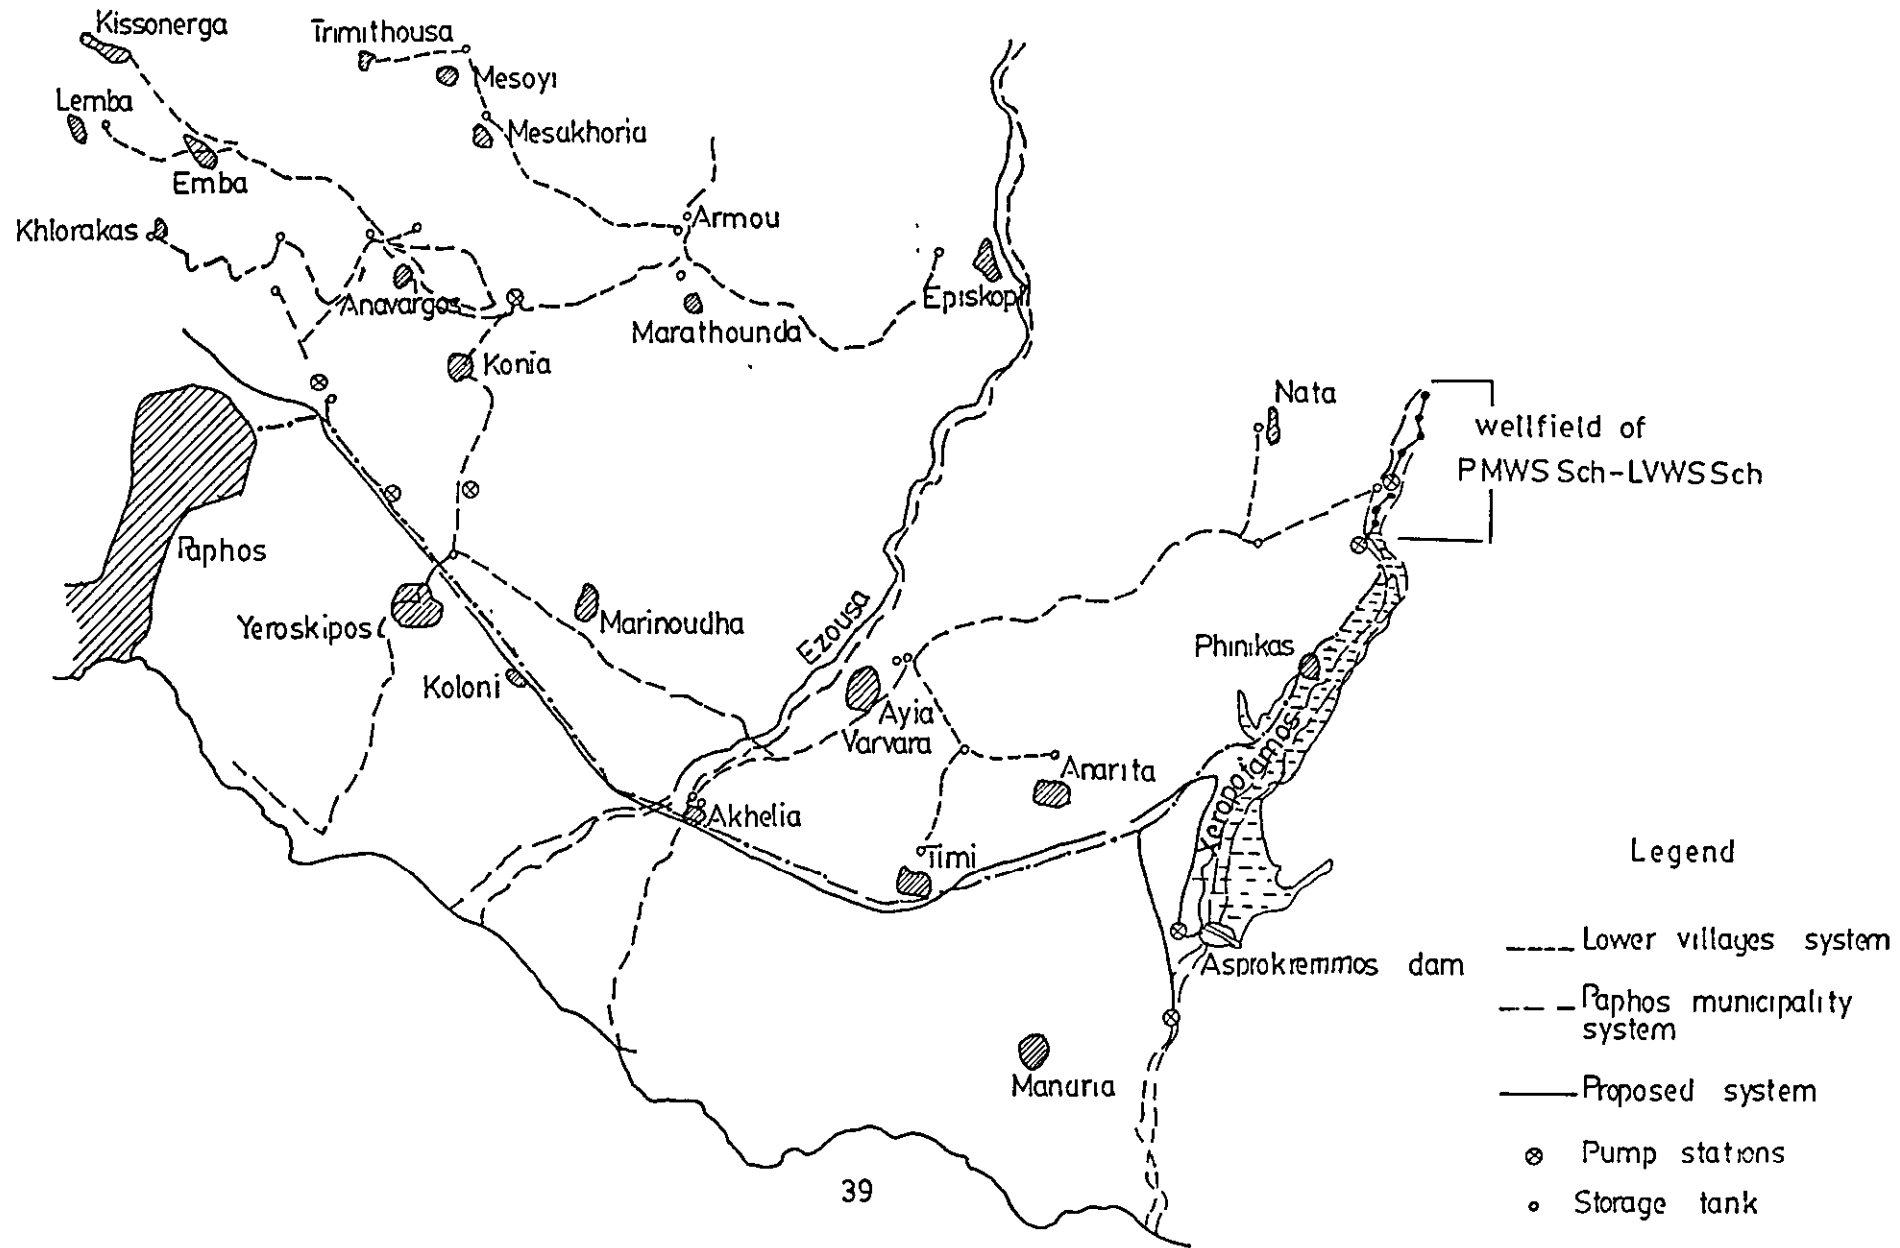 Kissonerga
Trimithousa
Mesoyi
Lemba
Mesakhoria
Emba
Khlorakas
Armou
Anavargos
Episkopi
Marathounda
Konia
Nata
wellfield of
PMWSSch-LVWSSch
Paphos
Ezousa
Yeroskipos
Marinoudha
Phinikas
Koloni
Ayia
Varvara
Xeropotamos
Anarita
Akhelia
Timi
Legend
Lower villages system
Asprokremmos dam
Paphos municipality
system
Mandria
Proposed system
Pump stations
39
Storage tank